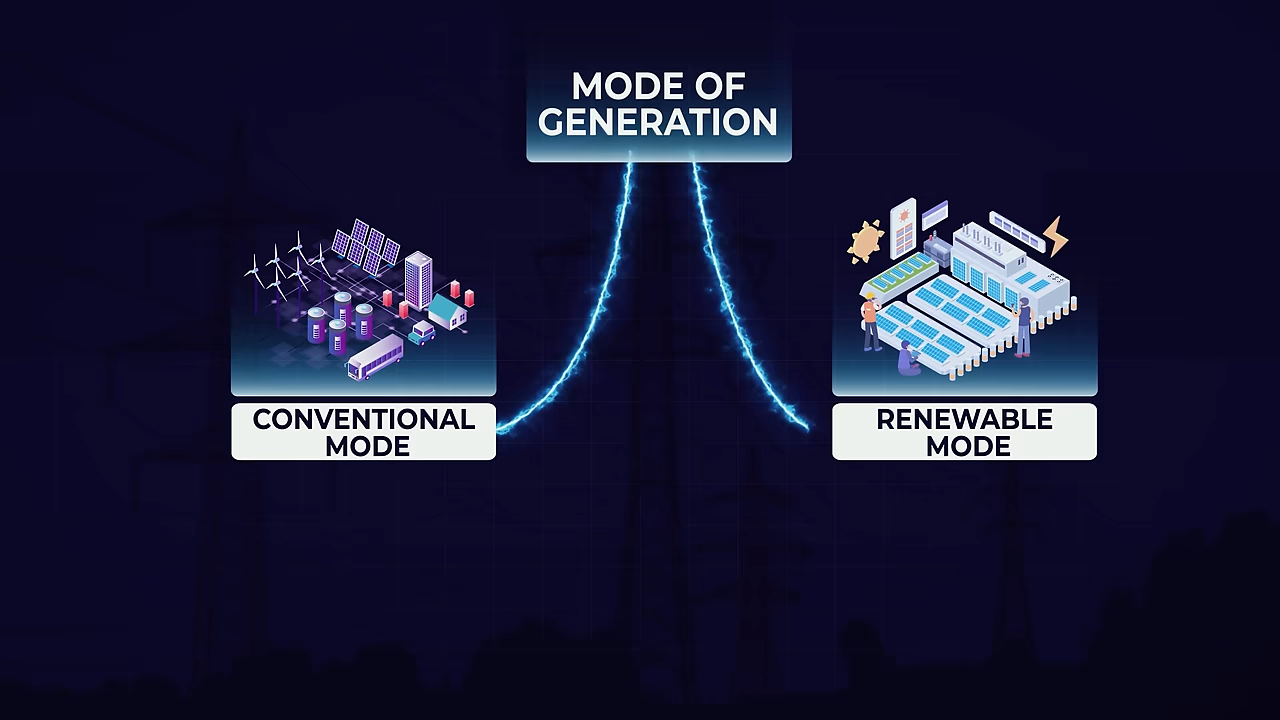 MODE OF
GENERATION
CONVENTIONAL
MODE
RENEWABLE
MODE